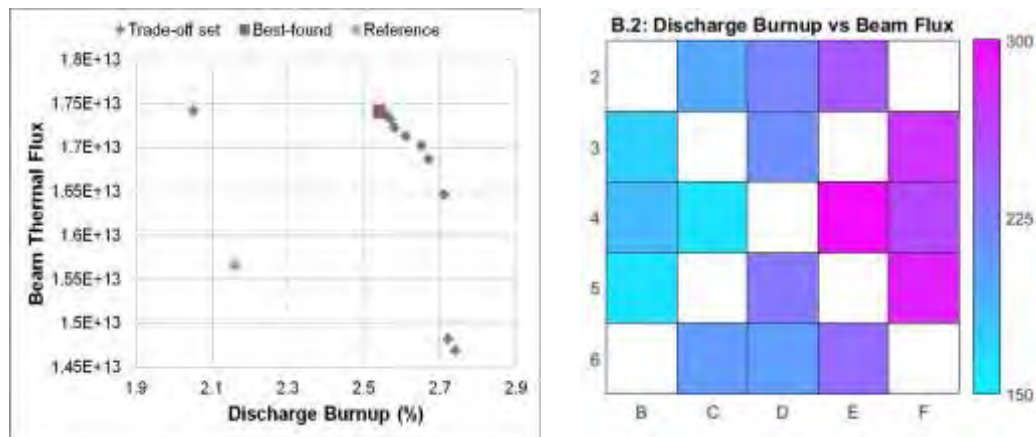 Trade-off set Best-found Reference
1.8E+13
1.75E+13
1.7E+13
1.65E+13
1.6E+13
1.55E+13
1.5E+13
1.45E+13
Beam Thermal Flux
1.9 2.1 2.3 2.5 2.7 2.9
Discharge Burnup (%)
B.2: Discharge Burnup vs Beam Flux
2
3
4
5
6
B C D E F
300
225
150